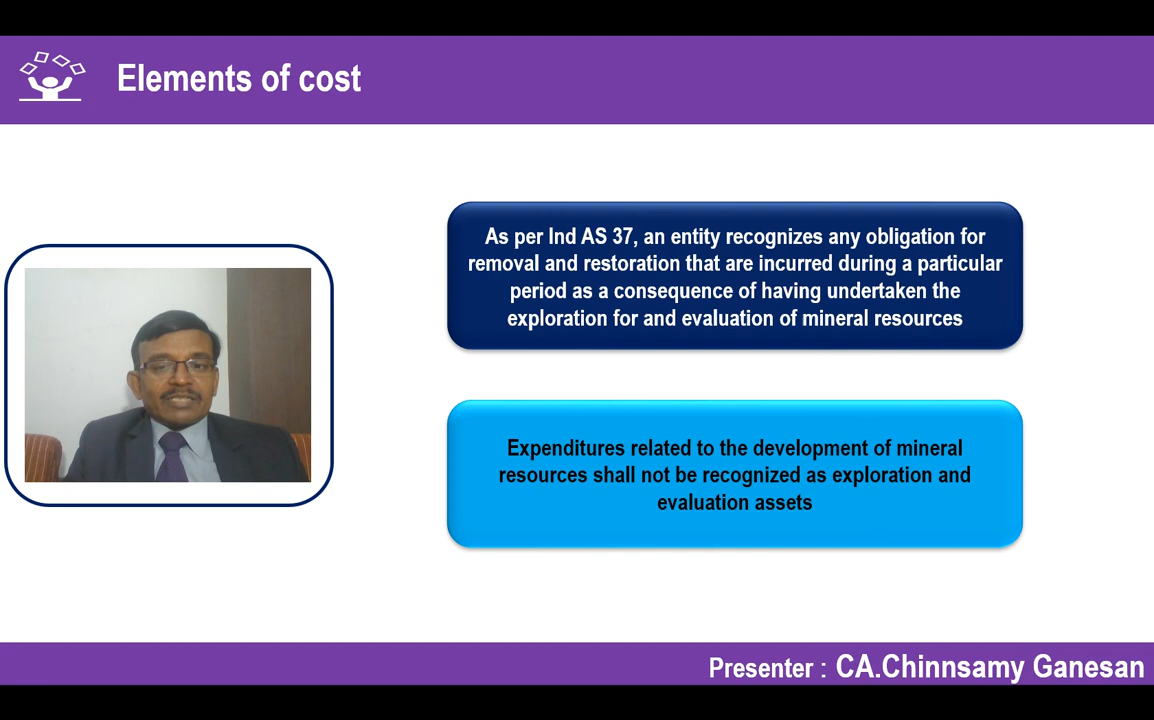 Elements of cost
As per Ind AS 37, an entity recognizes any obligation for
removal and restoration that are incurred during a particular
period as a consequence of having undertaken the
exploration for and evaluation of mineral resources
Expenditures related to the development of mineral
resources shall not be recognized as exploration and
evaluation assets
Presenter : CA.Chinnsamy Ganesan